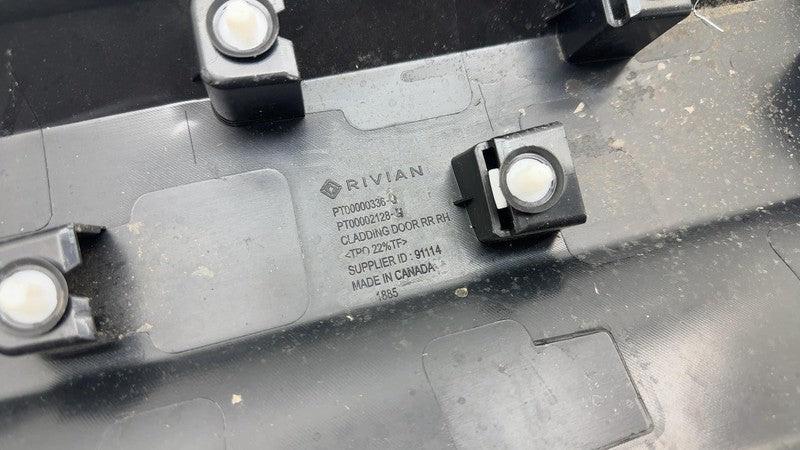 RIVIAN
PT00000336-Q
PT00002128-H
CLADDING DOOR RR RH
<TPO 22%TF>
SUPPLIER ID : 91114
MADE IN CANADA
1885